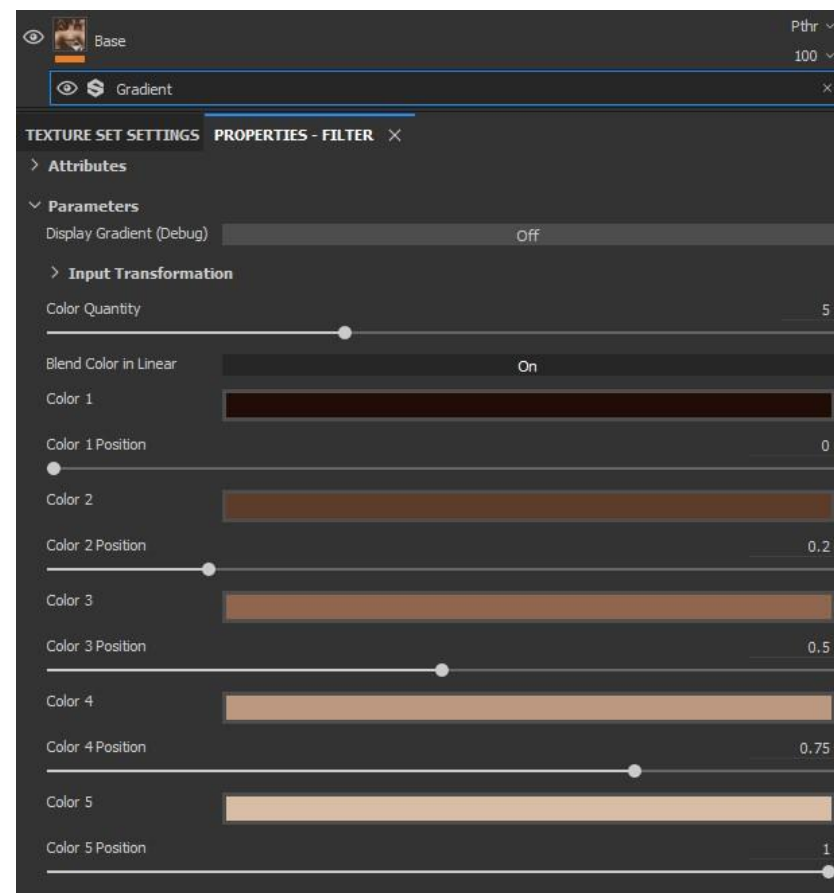 Pthr
Base
100
Gradient
TEXTURE SET SETTINGS PROPERTIES - FILTER
Attributes
Parameters
Display Gradient (Debug) Off
Input Transformation
Color Quantity 5
Blend Color in Linear On
Color 1
Color 1 Position 0
Color 2
Color 2 Position 0.2
Color 3
Color 3 Position 0.5
Color 4
Color 4 Position 0.75
Color 5
Color 5 Position 1